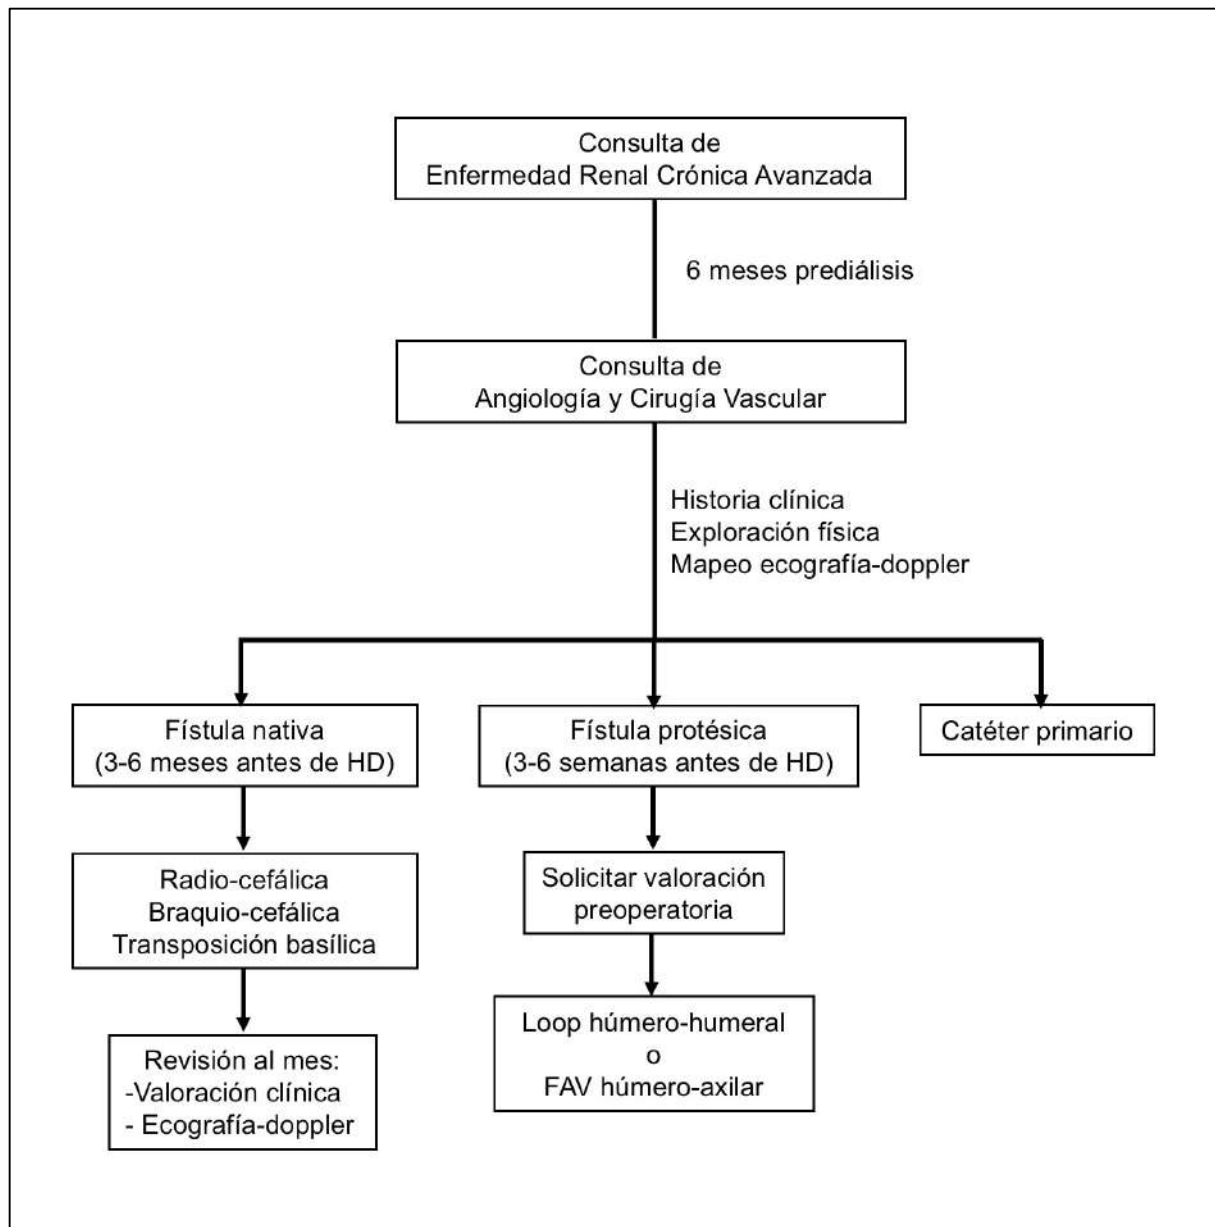 Consulta de
Enfermedad Renal Crónica Avanzada
6 meses prediálisis
Consulta de
Angiología y Cirugía Vascular
Historia clínica
Exploración física
Mapeo ecografía-doppler
Fístula nativa
(3-6 meses antes de HD)
Fístula protésica
(3-6 semanas antes de HD)
Catéter primario
Radio-cefálica
Braquio-cefálica
Transposición basílica
Solicitar valoración
preoperatoria
Revisión al mes:
-Valoración clínica
- Ecografía-doppler
Loop húmero-humeral
o
FAV húmero-axilar